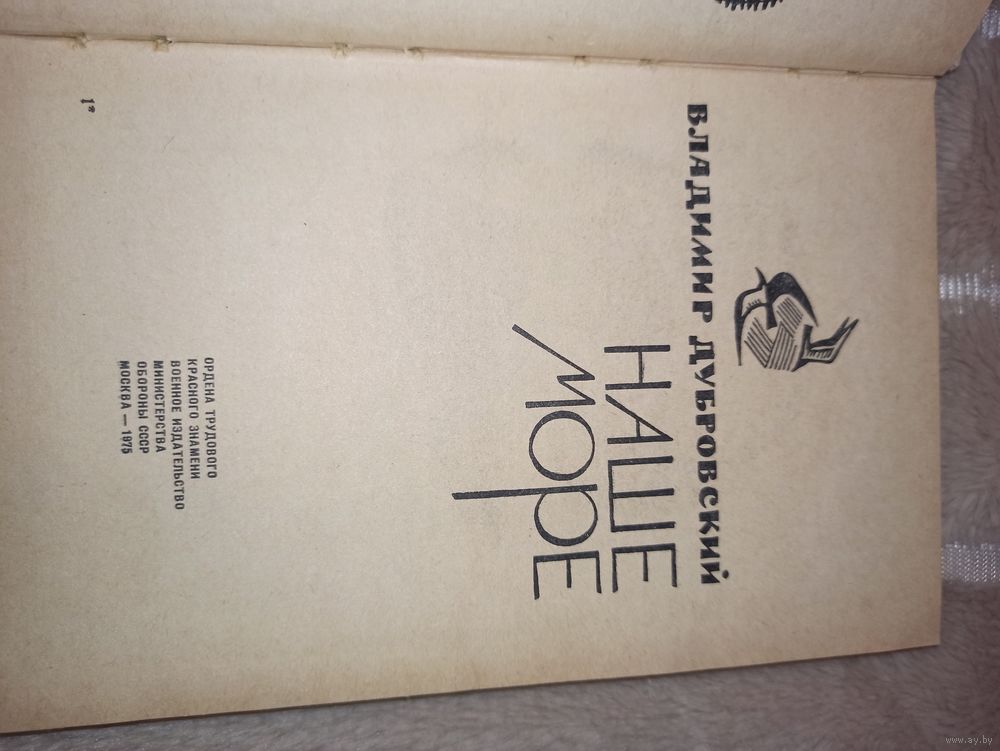 ВЛАДИМИР ДУБРОВСКИЙ
НАШЕ
МОРЕ
ОРДЕНА ТРУДОВОГО
КРАСНОГО ЗНАМЕНИ
ВОЕННОЕ ИЗДАТЕЛЬСТВО
МИНИСТЕРСТВА
ОБОРОНЫ СССР
МОСКВА — 1975
1*
www.ay.by